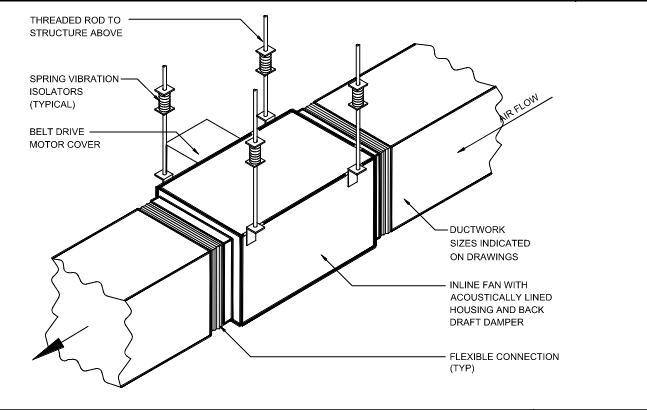 THREADED ROD TO
STRUCTURE ABOVE
SPRING VIBRATION
ISOLATORS
(TYPICAL)
BELT DRIVE
MOTOR COVER
AIR FLOW
DUCTWORK
SIZES INDICATED
ON DRAWINGS
INLINE FAN WITH
ACOUSTICALLY LINED
HOUSING AND BACK
DRAFT DAMPER
FLEXIBLE CONNECTION
(TYP)